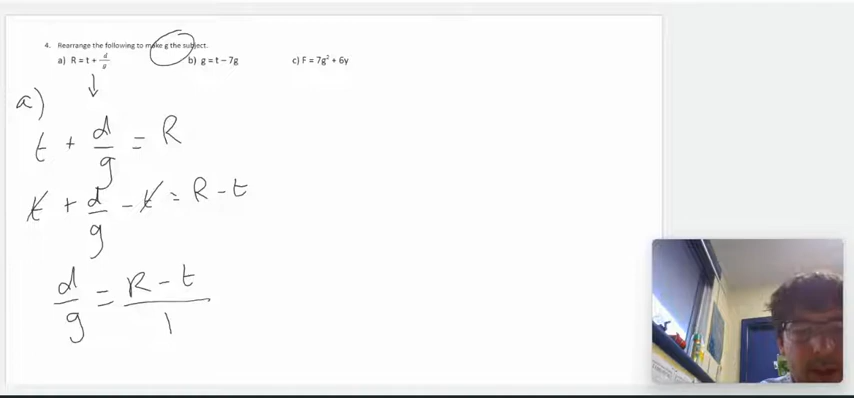 4. Rearrange the following to make g the subject.
a) R = t + d/g b) g = t – 7g c) F = 7g² + 6y
a)
t + d/g = R
t + d/g - t = R - t
d/g = R - t/1